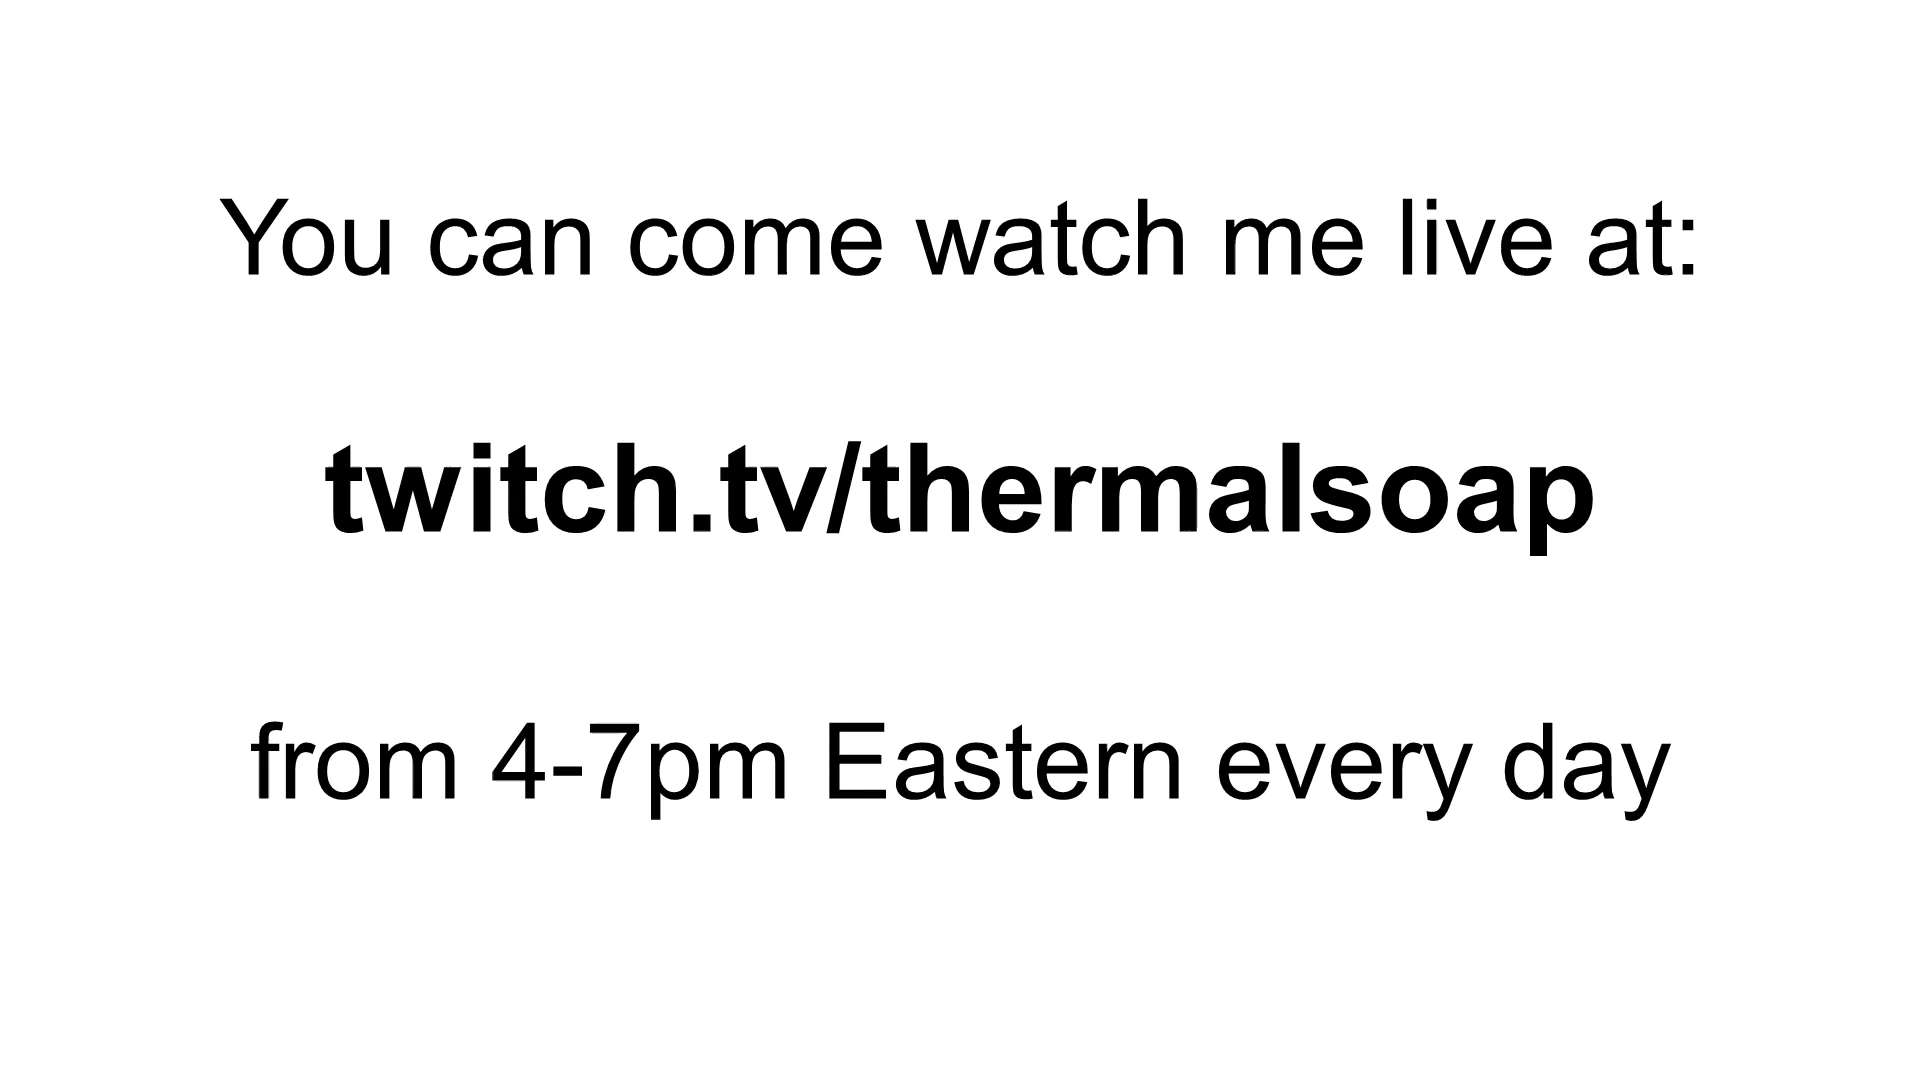 You can come watch me live at:
twitch.tv/thermalsoap
from 4-7pm Eastern every day